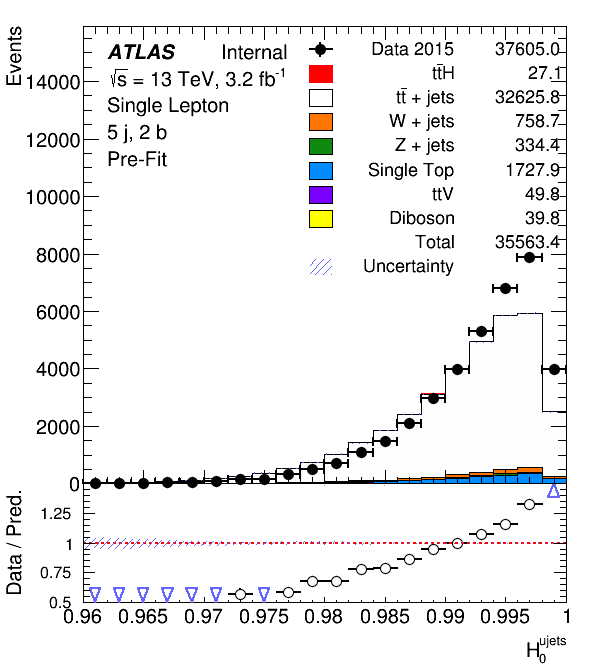 Events
ATLAS Internal
√s = 13 TeV, 3.2 fb⁻¹
Single Lepton
5 j, 2 b
Pre-Fit
Data 2015 37605.0
tt̄H 27.1
tt̄ + jets 32625.8
W + jets 758.7
Z + jets 334.4
Single Top 1727.9
ttV 49.8
Diboson 39.8
Total 35563.4
Uncertainty
14000
12000
10000
8000
6000
4000
2000
0
Data / Pred.
1.25
1
0.75
0.5
0.96 0.965 0.97 0.975 0.98 0.985 0.99 0.995 1
H₀ᵘʲᵉᵗˢ